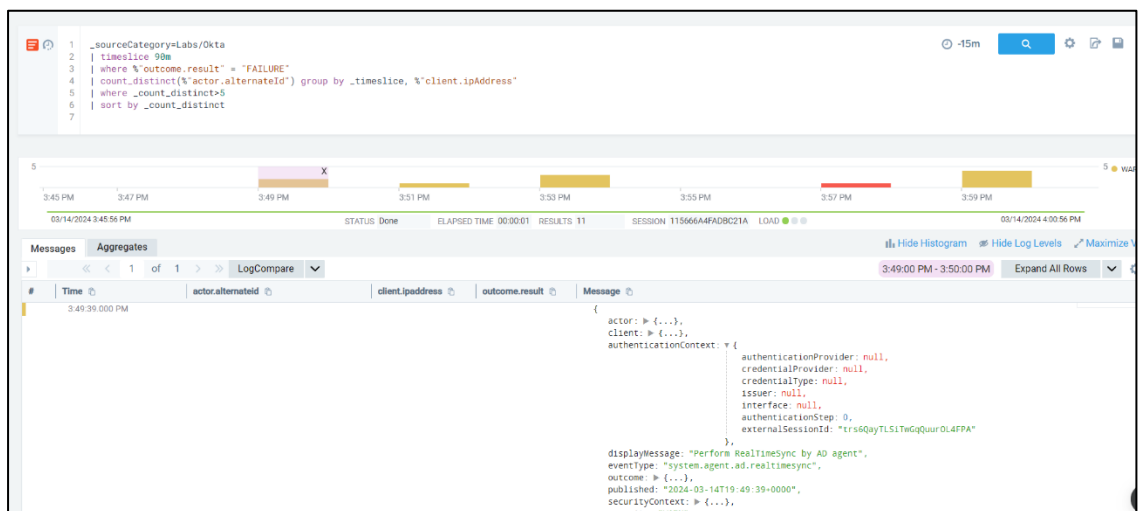 1 _sourceCategory=Labs/Okta
2 | timeslice 90m
3 | where %"outcome.result" = "FAILURE"
4 | count_distinct(%"actor.alternateId") group by _timeslice, %"client.ipAddress"
5 | where _count_distinct>5
6 | sort by _count_distinct
7
-15m
5
X
5
WAR
3:45 PM 3:47 PM 3:49 PM 3:51 PM 3:53 PM 3:55 PM 3:57 PM 3:59 PM
03/14/2024 3:45:56 PM STATUS Done ELAPSED TIME 00:00:01 RESULTS 11 SESSION 115666A4FADBC21A LOAD 03/14/2024 4:00:56 PM
Messages Aggregates Hide Histogram Hide Log Levels Maximize V
1 of 1 LogCompare 3:49:00 PM - 3:50:00 PM Expand All Rows
# Time actor.alternateid client.ipaddress outcome.result Message
3:49:39.000 PM {
actor: ▶ {...},
client: ▶ {...},
authenticationContext: ▼ {
authenticationProvider: null,
credentialProvider: null,
credentialType: null,
issuer: null,
interface: null,
authenticationStep: 0,
externalSessionId: "trs6QayTLSiTwGqQuurOL4FPA"
},
displayMessage: "Perform RealTimeSync by AD agent",
eventType: "system.agent.ad.realtimesync",
outcome: ▶ {...},
published: "2024-03-14T19:49:39+0000",
securityContext: ▶ {...},